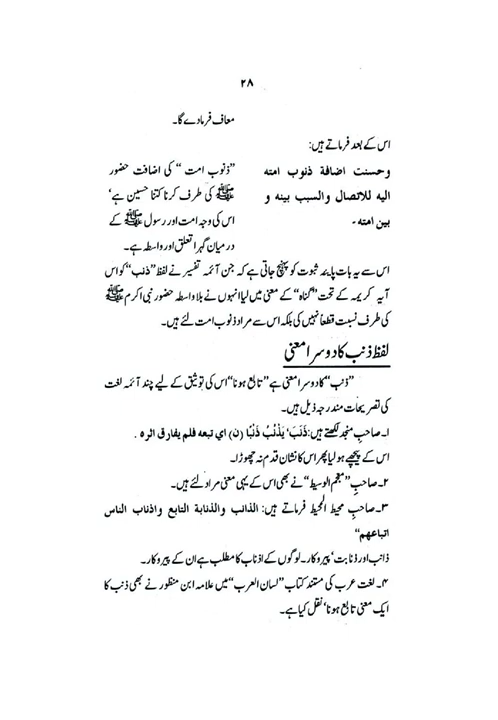 ۲۸
معاف فرمادے گا۔
اس کے بعد فرماتے ہیں:
وحسنت اضافة ذنوب امته
اليه للاتصال والسبب بينه و
بين امته ۔
”ذنوب امت“ کی اضافت حضور
ﷺ کی طرف کرنا کتنا حسین ہے‘
اس کی وجہ امت اور رسول ﷺ کے
درمیان گہرا تعلق اور واسطہ ہے۔
اس سے یہ بات پایۂ ثبوت کو پہنچ جاتی ہے کہ جن آئمہ تفسیر نے لفظ ”ذنب“ کو اس
آیہ کریمہ کے تحت ”گناہ“ کے معنی میں لیا انہوں نے بلاواسطہ حضور نبی اکرم ﷺ
کی طرف نسبت قطعاً نہیں کی بلکہ اس سے مراد ذنوب امت لئے ہیں۔
لفظ ذنب کا دوسرا معنی
”ذنب“ کا دوسرا معنی ہے ”تابع ہونا“ اس کی توثیق کے لیے چند آئمہ لغت
کی تصریحات مندرجہ ذیل ہیں۔
۱۔ صاحب منجد لکھتے ہیں: ذَنَبَ‘ يَذْنُبُ ذَنْبًا (ن) اي تبعه فلم يفارق اثره ۔
اس کے پیچھے ہو لیا پھر اس کا نشان قدم نہ چھوڑا۔
۲۔ صاحب ”معجم الوسیط“ نے بھی اس کے یہی معنی مراد لئے ہیں۔
۳۔ صاحب محیط المحیط فرماتے ہیں: الذانب والذنابة التابع واذناب الناس
اتباعهم“
ذانب اور ذنابت‘ پیروکار۔ لوگوں کے اذناب کا مطلب ہے ان کے پیروکار۔
۴۔ لغت عرب کی مستند کتاب ”لسان العرب“ میں علامہ ابن منظور نے بھی ذنب کا
ایک معنی تابع ہونا‘ نقل کیا ہے۔